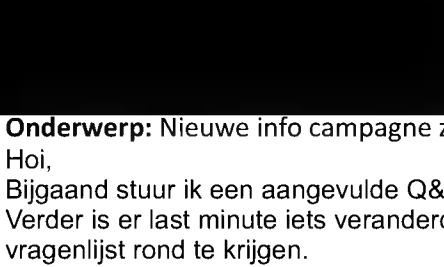 Onderwerp: Nieuwe info campagne
Hoi,
Bijgaand stuur ik een aangevulde Q&
Verder is er last minute iets
vragenlijst rond te krijgen.